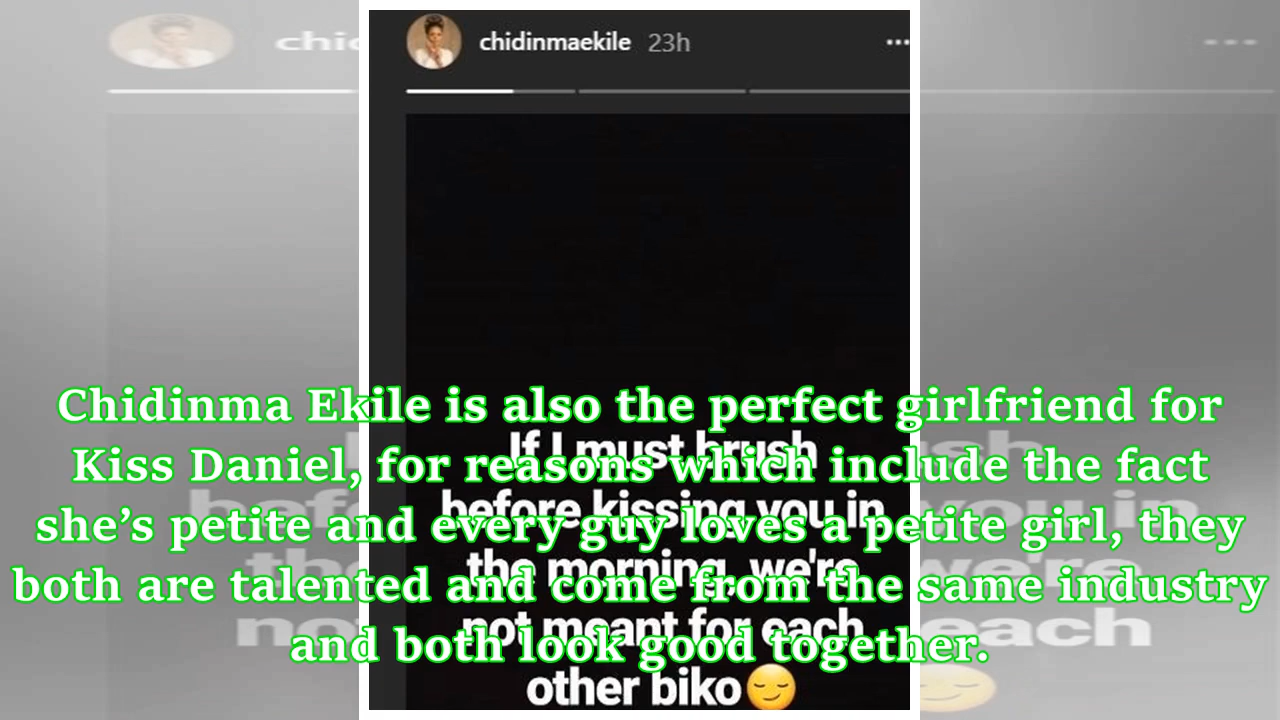 chidinmaekile 23h
Chidinma Ekile is also the perfect girlfriend for
Kiss Daniel, for reasons which include the fact
she’s petite and every guy loves a petite girl, they
both are talented and come from the same industry
and both look good together.
If I must brush
before kissing you in
the morning, we're
not meant for each
other biko😏